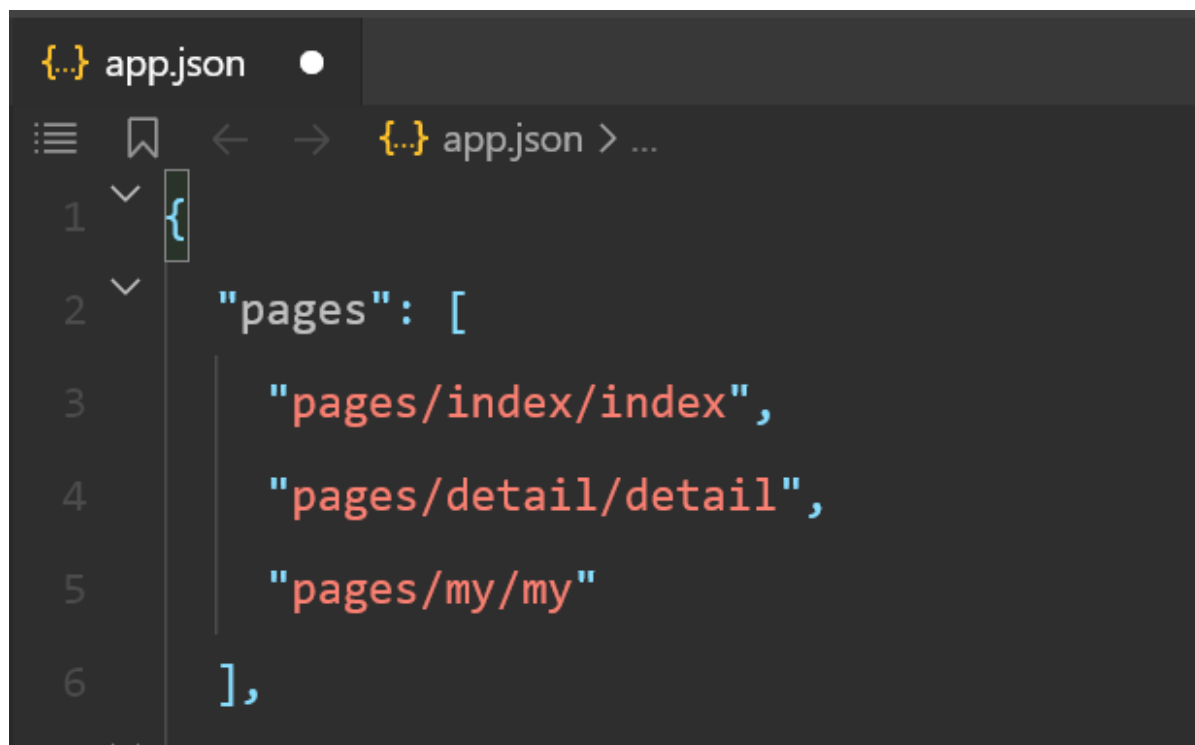 {...} app.json
{...} app.json > ...
1 {
2 "pages": [
3 "pages/index/index",
4 "pages/detail/detail",
5 "pages/my/my"
6 ],